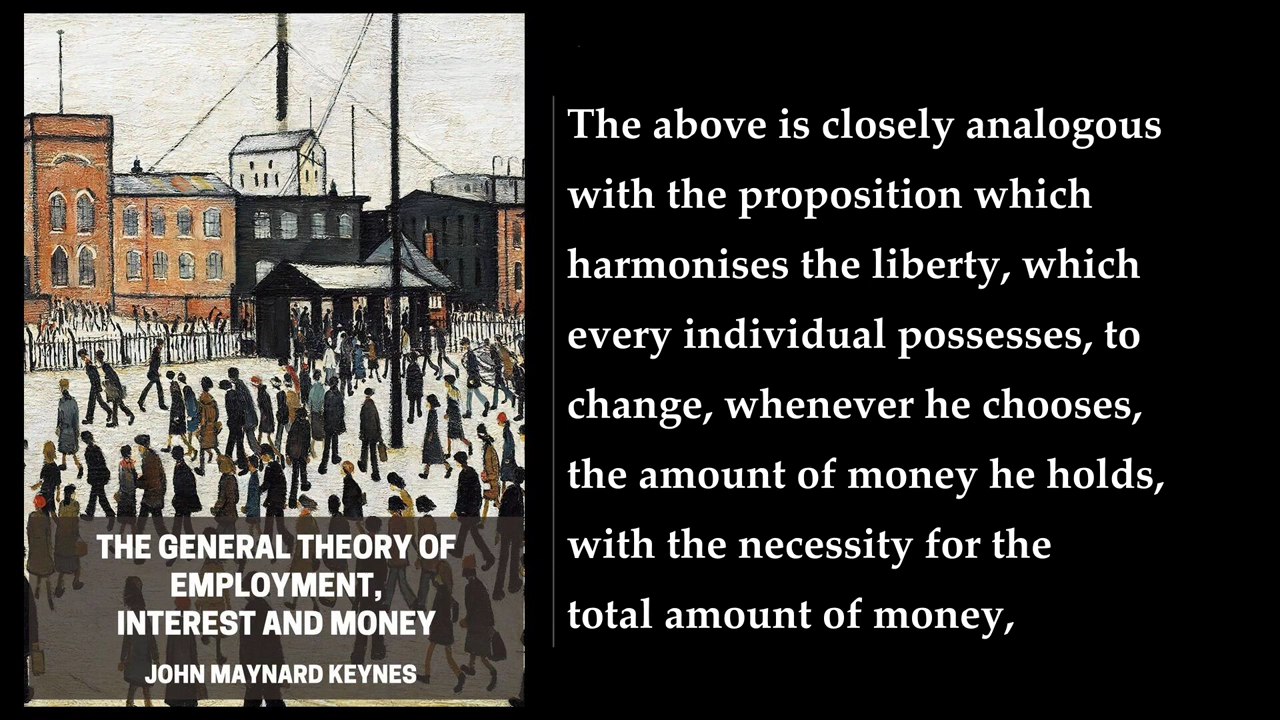 THE GENERAL THEORY OF
EMPLOYMENT,
INTEREST AND MONEY
JOHN MAYNARD KEYNES
The above is closely analogous
with the proposition which
harmonises the liberty, which
every individual possesses, to
change, whenever he chooses,
the amount of money he holds,
with the necessity for the
total amount of money,